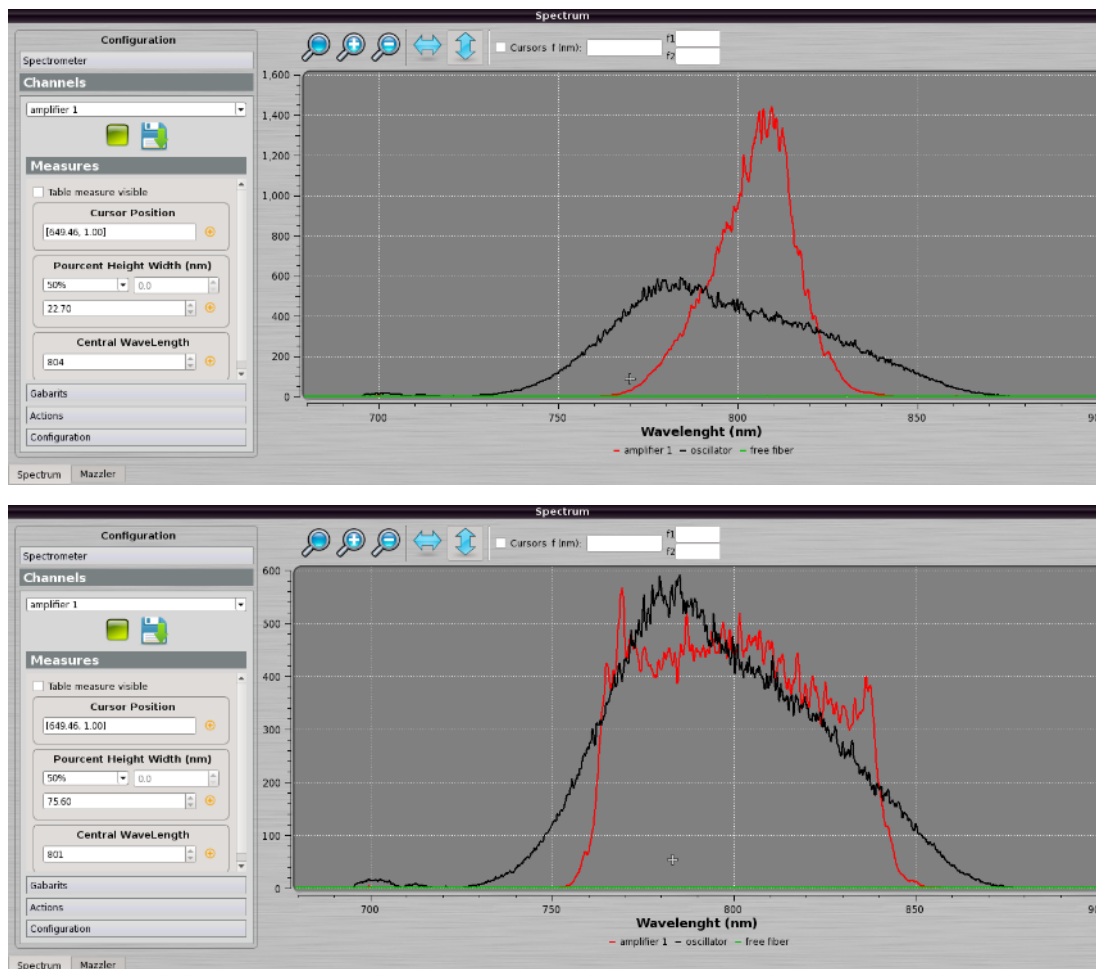 Spectrum
Configuration
Spectrometer
Channels
amplifier 1
Measures
Table measure visible
Cursor Position
[649.46, 1.00]
Pourcent Height Width (nm)
50% 0.0
22.70
Central WaveLength
804
Gabarits
Actions
Configuration
Spectrum Mazzler
Cursors f (nm): f1
f2
1,600
1,400
1,200
1,000
800
600
400
200
0
700 750 800 850
Wavelenght (nm)
amplifier 1 oscillator free fiber
Spectrum
Configuration
Spectrometer
Channels
amplifier 1
Measures
Table measure visible
Cursor Position
[649.46, 1.00]
Pourcent Height Width (nm)
50% 0.0
75.60
Central WaveLength
801
Gabarits
Actions
Configuration
Spectrum Mazzler
Cursors f (nm): f1
f2
600
500
400
300
200
100
0
700 750 800 850
Wavelenght (nm)
amplifier 1 oscillator free fiber